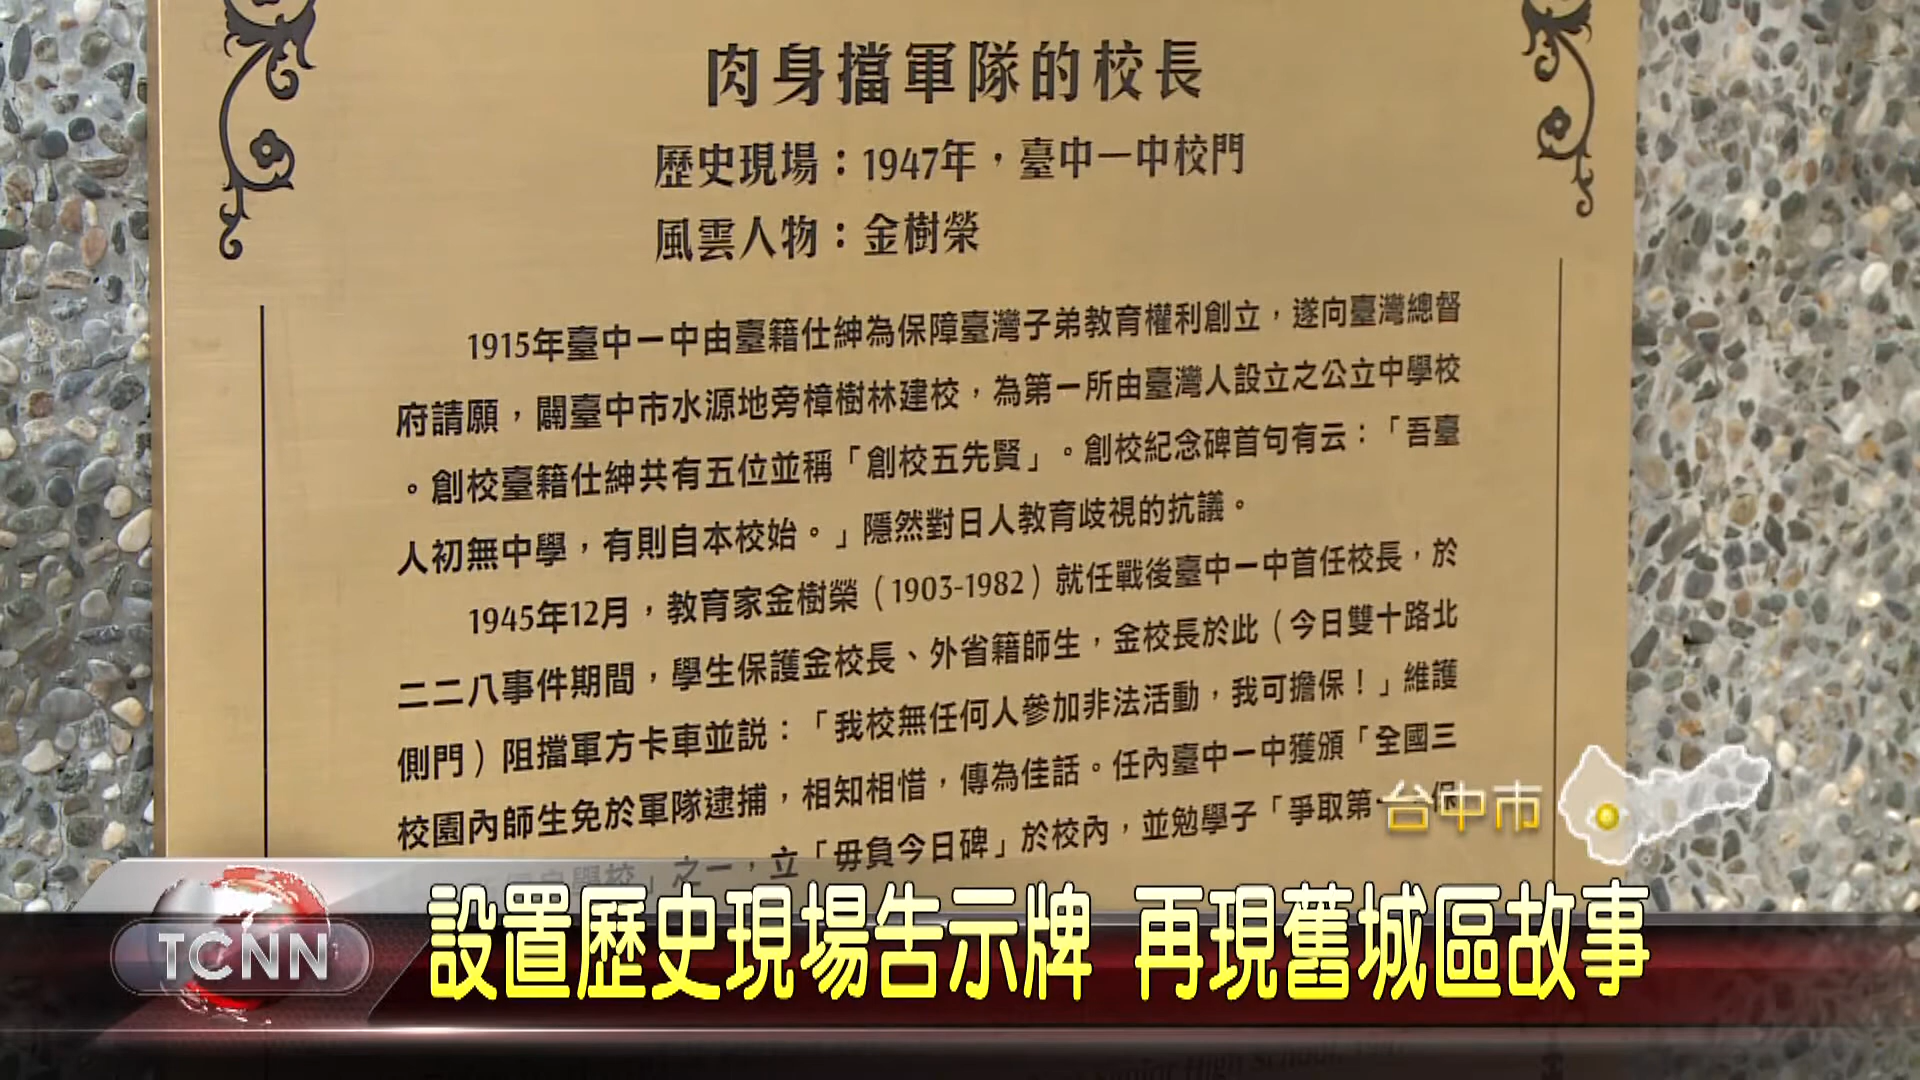 肉身擋軍隊的校長
歷史現場：1947年，臺中一中校門
風雲人物：金樹榮
1915年臺中一中由臺籍仕紳為保障臺灣子弟教育權利創立，遂向臺灣總督
府請願，闢臺中市水源地旁樟樹林建校，為第一所由臺灣人設立之公立中學校
。創校臺籍仕紳共有五位並稱「創校五先賢」。創校紀念碑首句有云：「吾臺
人初無中學，有則自本校始。」隱然對日人教育歧視的抗議。
1945年12月，教育家金樹榮（1903-1982）就任戰後臺中一中首任校長，於
二二八事件期間，學生保護金校長、外省籍師生，金校長於此（今日雙十路北
側門）阻擋軍方卡車並説：「我校無任何人參加非法活動，我可擔保！」維護
校園內師生免於軍隊逮捕，相知相惜，傳為佳話。任內臺中一中獲頒「全國三
學校」之一，立「毋負今日碑」於校內，並勉學子「爭取第一 保
台中市
TCNN
設置歷史現場告示牌 再現舊城區故事
High School,